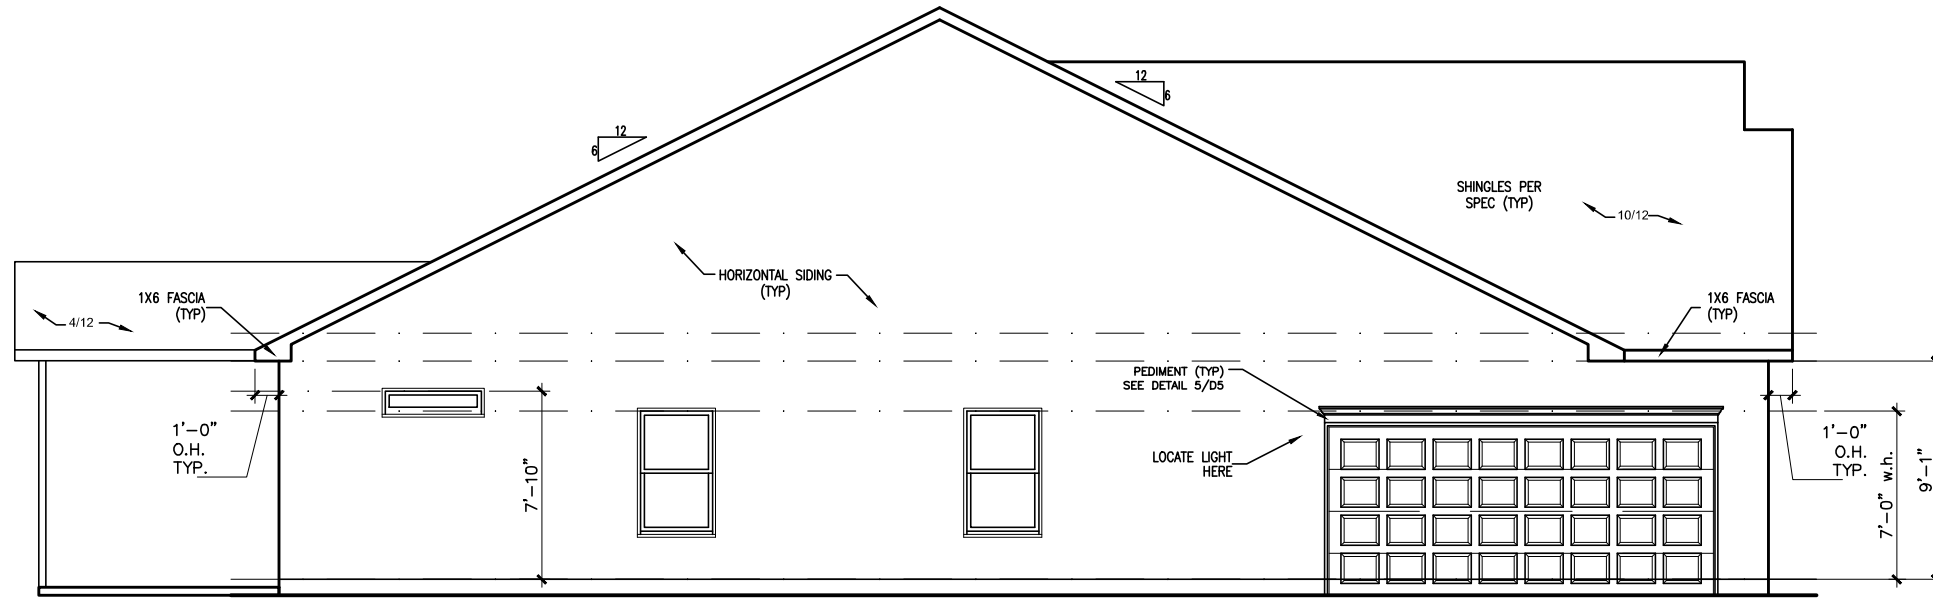 12
6
12
6
SHINGLES PER
SPEC (TYP)
10/12
HORIZONTAL SIDING
(TYP)
1X6 FASCIA
(TYP)
4/12
1X6 FASCIA
(TYP)
PEDIMENT (TYP)
SEE DETAIL 5/D5
1'-0"
O.H.
TYP.
7'-10"
LOCATE LIGHT
HERE
1'-0"
O.H.
TYP.
7'-0" w.h.
9'-1"